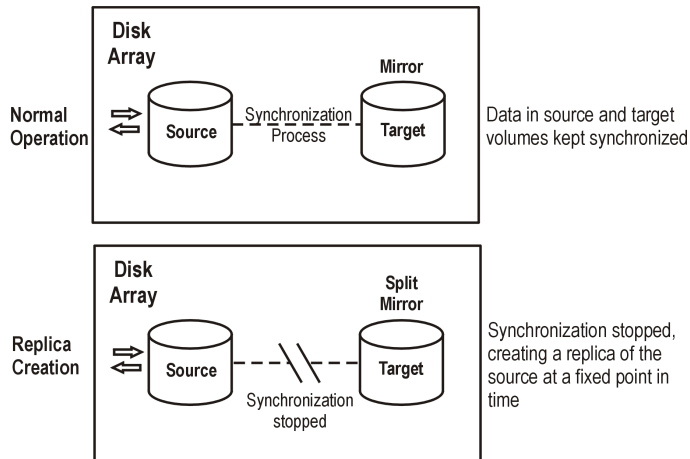 Disk
Array
Mirror
Normal
Operation
Source
Synchronization
Process
Target
Data in source and target
volumes kept synchronized
Disk
Array
Split
Mirror
Replica
Creation
Source
Synchronization
stopped
Target
Synchronization stopped,
creating a replica of the
source at a fixed point in
time